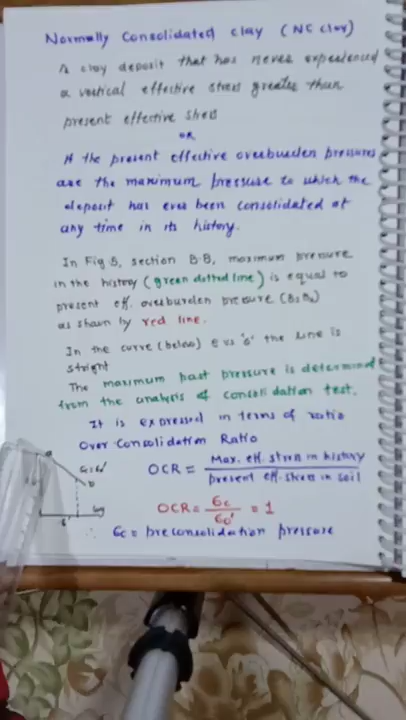 Normally Consolidated clay (NC clay)
A clay deposit that has never experienced
a vertical effective stress greater than
present effective stress
OR
If the present effective overburden pressures
are the maximum pressure to which the
deposit has ever been consolidated at
any time in its history.
In Fig 5, section B-B, maximum pressure
in the history (green dotted line) is equal to
present eff. overburden pressure (B2B4)
as shown by red line.
In the curve (below) e vs σ' the line is
stright
The maximum past pressure is determined
from the analysis of consolidation test.
It is expressed in terms of ratio
Over Consolidation Ratio
OCR = Max. eff. stress in history / present eff. stress in soil
OCR = σc / σo' = 1
∴ σc = preconsolidation pressure